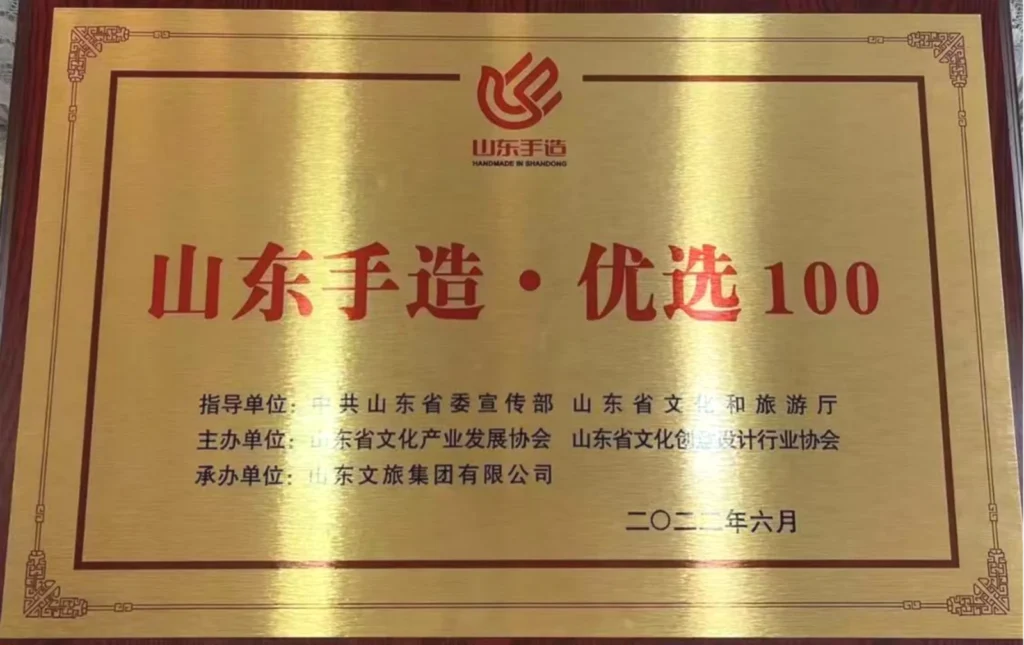 山东手造
HANDMADE IN SHANDONG
山东手造·优选100
指导单位：中共山东省委宣传部 山东省文化和旅游厅
主办单位：山东省文化产业发展协会 山东省文化创意设计行业协会
承办单位：山东文旅集团有限公司
二〇二二年六月